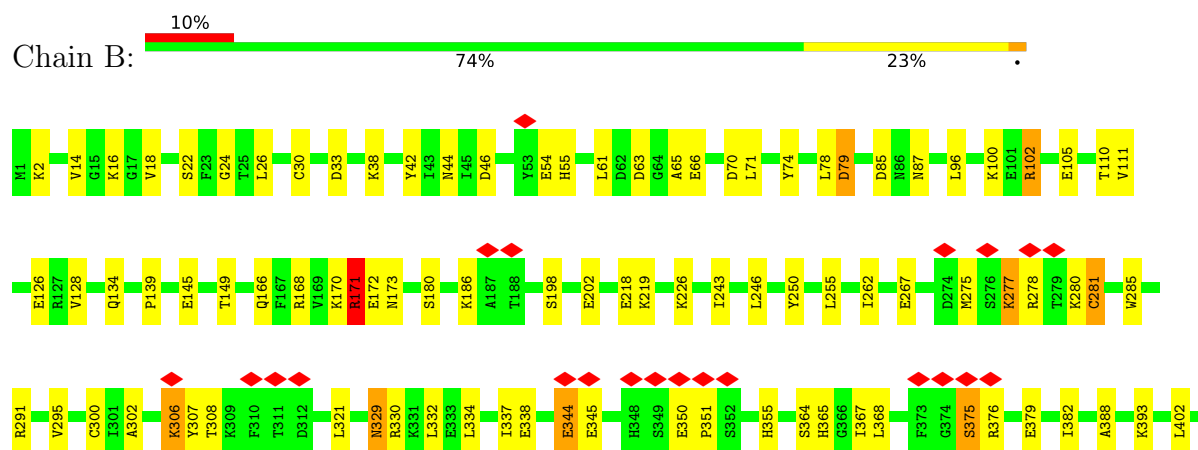 10%
Chain B:
74% 23% •
M1 K2 V14 G15 K16 G17 V18 S22 F23 G24 T25 L26 C30 D33 K38 Y42 I43 N44 I45 D46 Y53 E54 H55 L61 D62 D63 G64 A65 E66 D70 L71 Y74 L78 D79 D85 N86 N87 L96 K100 E101 R102 E105 T110 V111
E126 R127 V128 Q134 P139 E145 T149 Q166 F167 R168 V169 K170 R171 E172 N173 S180 K186 A187 T188 S198 E202 E218 K219 K226 I243 L246 Y250 L255 I262 E267 D274 M275 S276 K277 R278 T279 K280 C281 W285
R291 V295 C300 I301 A302 K306 Y307 T308 K309 F310 T311 D312 L321 N329 R330 K331 L332 E333 L334 I337 E338 E344 E345 H348 S349 E350 P351 S352 H355 S364 H365 G366 I367 L368 F373 G374 S375 R376 E379 I382 A388 K393 L402